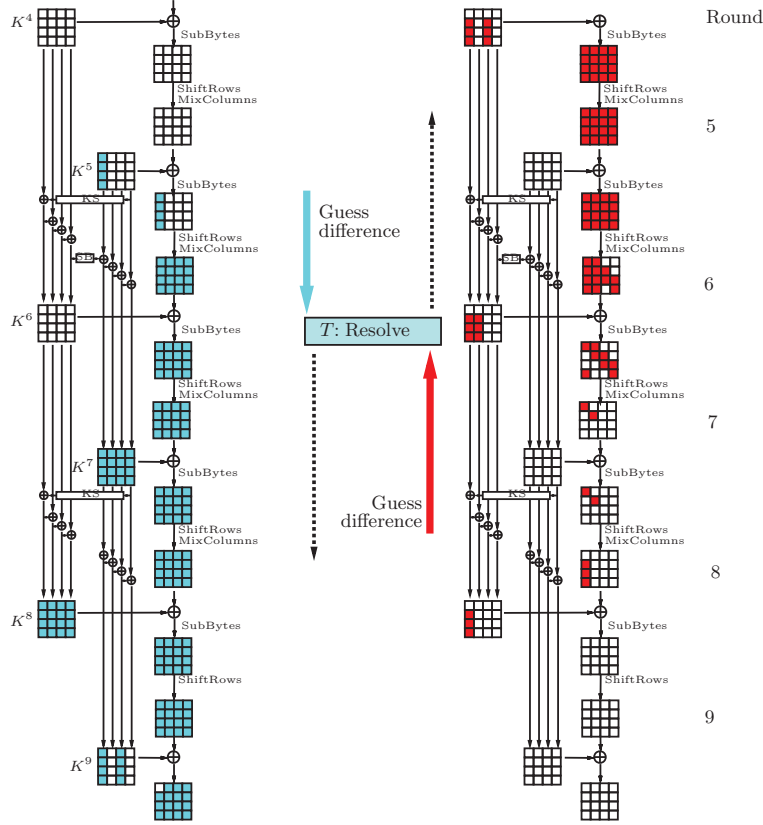 K^4
SubBytes
SubBytes
Round
ShiftRows
MixColumns
ShiftRows
MixColumns
5
K^5
SubBytes
SubBytes
KS
KS
Guess
difference
ShiftRows
MixColumns
ShiftRows
MixColumns
SB
SB
6
K^6
T: Resolve
SubBytes
SubBytes
ShiftRows
MixColumns
ShiftRows
MixColumns
7
K^7
SubBytes
SubBytes
KS
KS
Guess
difference
ShiftRows
MixColumns
ShiftRows
MixColumns
8
K^8
SubBytes
SubBytes
ShiftRows
ShiftRows
9
K^9